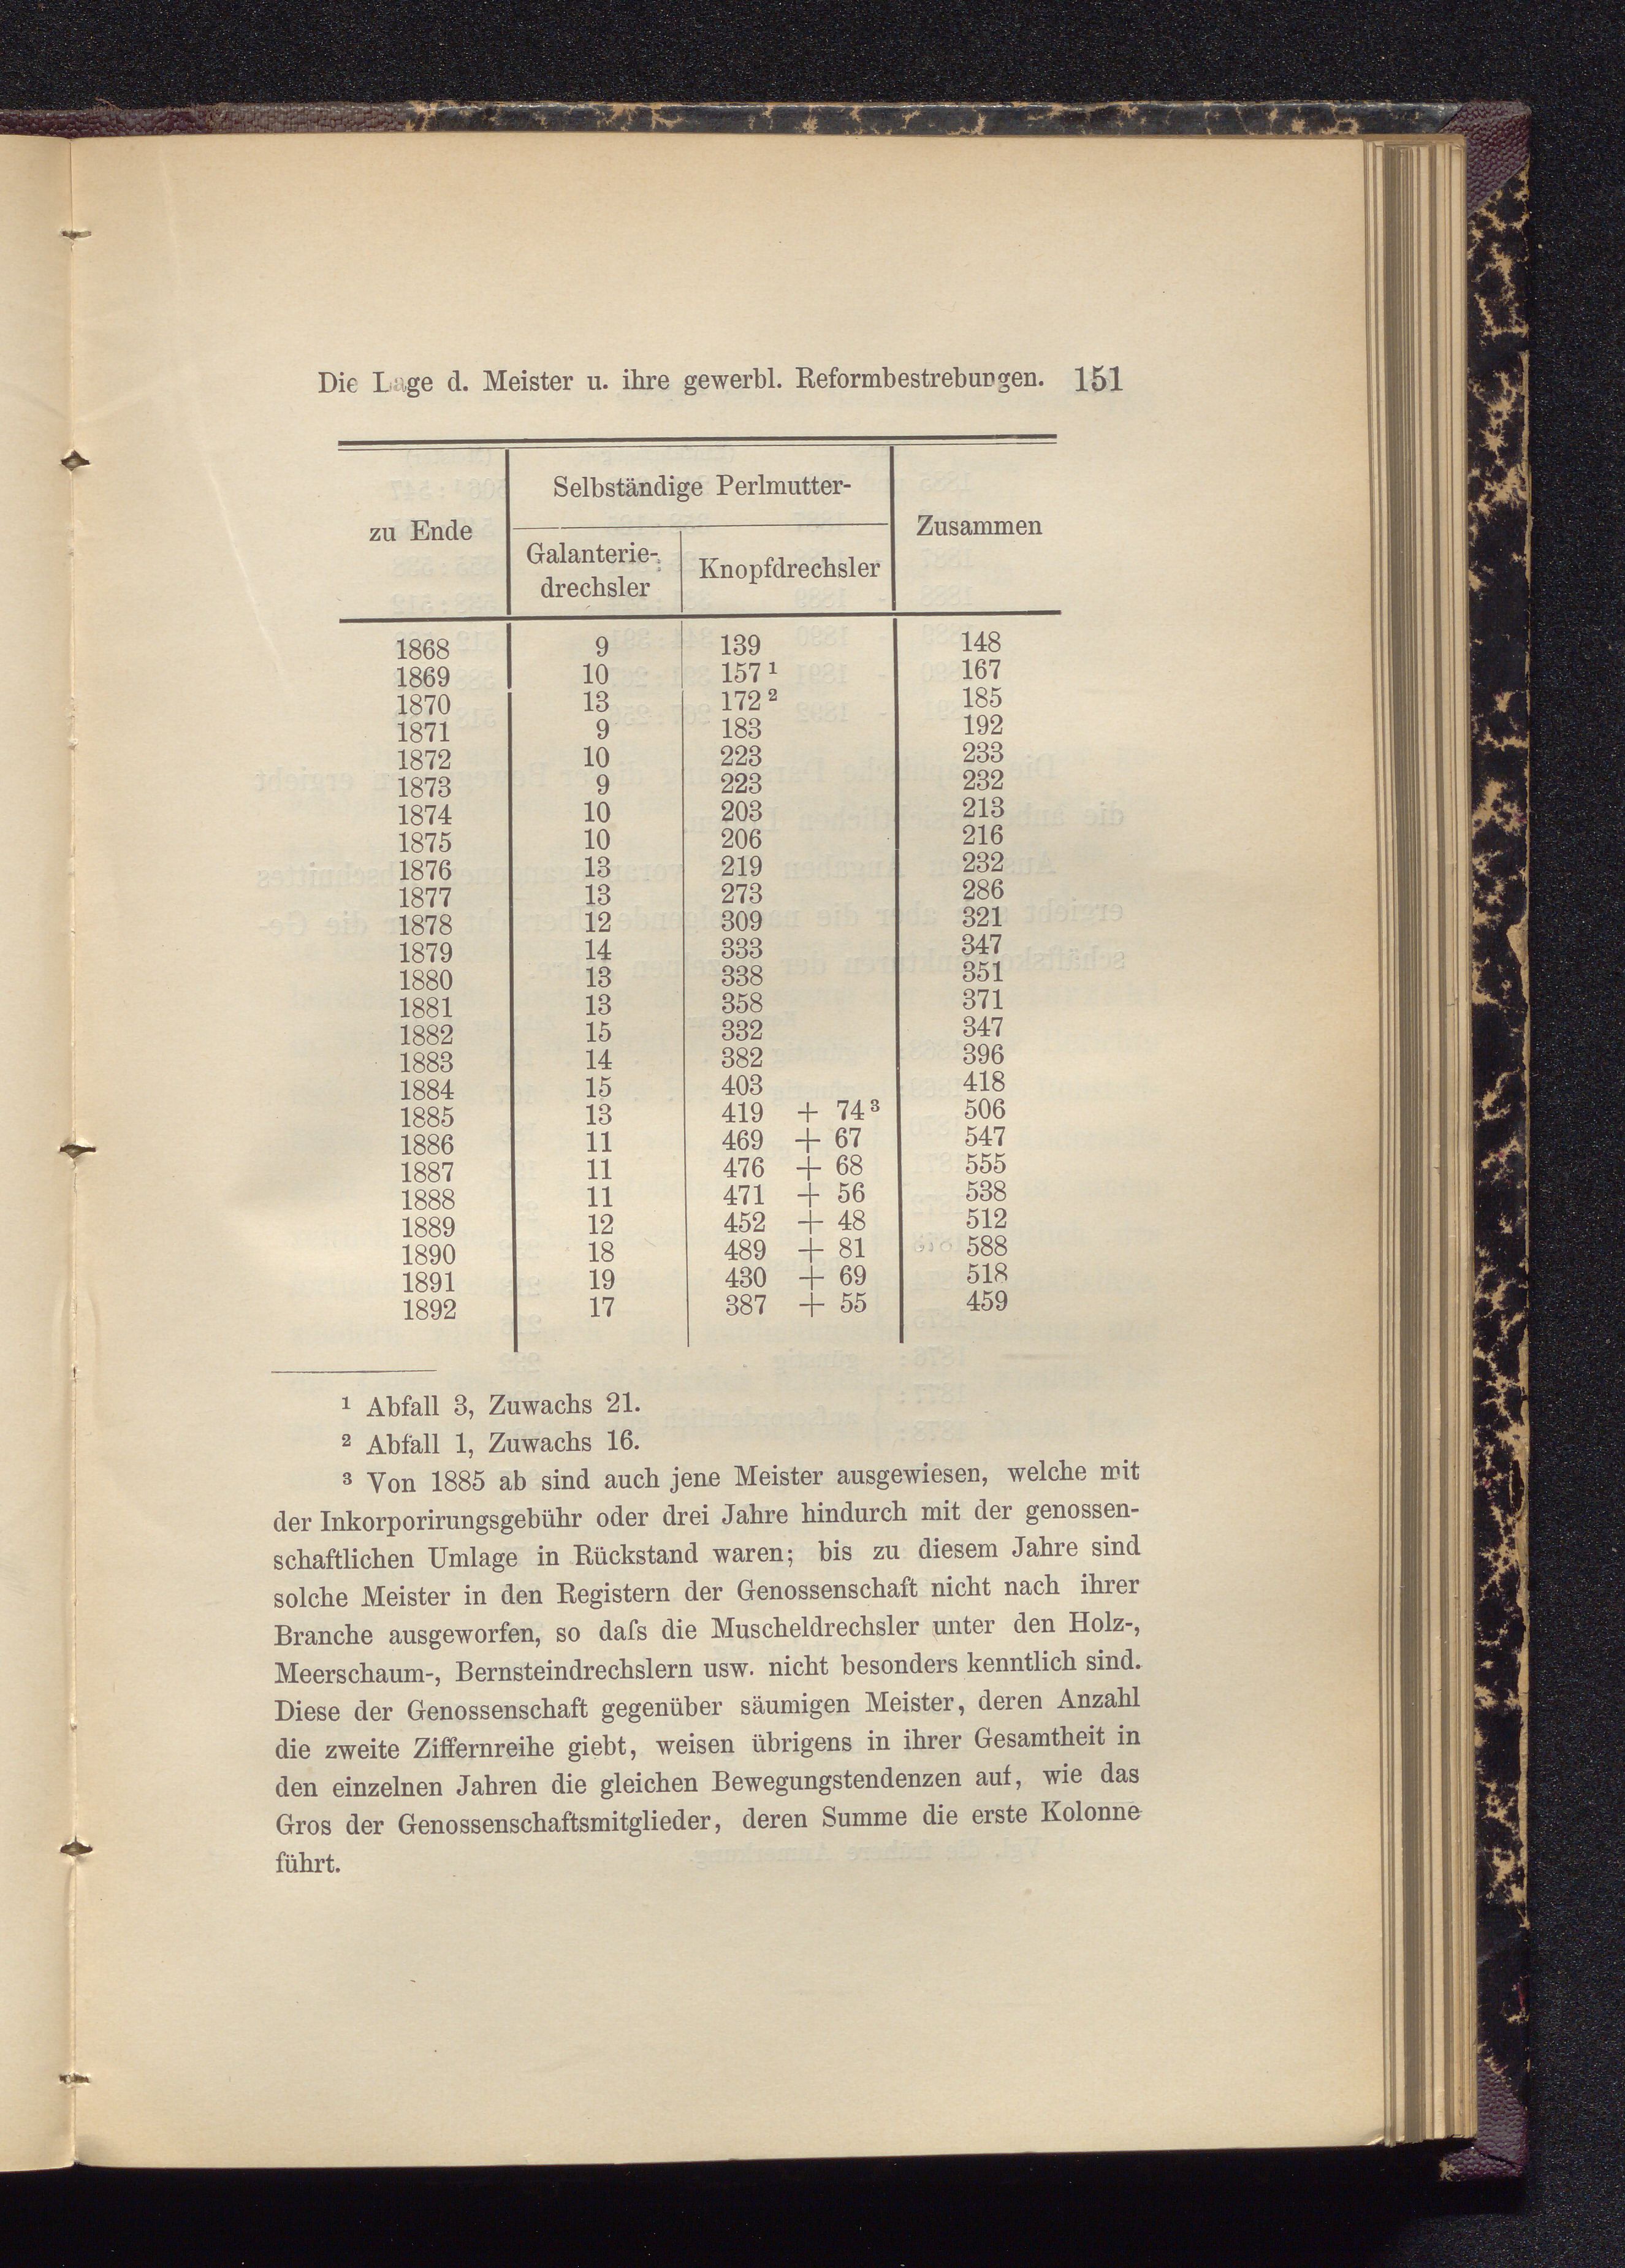 Die Lage d. Meister u. ihre gewerbl. Reformbestrebungen. 151
zu Ende
Selbständige Perlmutter-
Galanterie-
drechsler
Knopfdrechsler
Zusammen
1868 9 139 148
1869 10 157¹ 167
1870 13 172² 185
1871 9 183 192
1872 10 223 233
1873 9 223 232
1874 10 203 213
1875 10 206 216
1876 13 219 232
1877 13 273 286
1878 12 309 321
1879 14 333 347
1880 13 338 351
1881 13 358 371
1882 15 332 347
1883 14 382 396
1884 15 403 418
1885 13 419 + 74³ 506
1886 11 469 + 67 547
1887 11 476 + 68 555
1888 11 471 + 56 538
1889 12 452 + 48 512
1890 18 489 + 81 588
1891 19 430 + 69 518
1892 17 387 + 55 459
¹ Abfall 3, Zuwachs 21.
² Abfall 1, Zuwachs 16.
³ Von 1885 ab sind auch jene Meister ausgewiesen, welche mit
der Inkorporirungsgebühr oder drei Jahre hindurch mit der genossen-
schaftlichen Umlage in Rückstand waren; bis zu diesem Jahre sind
solche Meister in den Registern der Genossenschaft nicht nach ihrer
Branche ausgeworfen, so daſs die Muscheldrechsler unter den Holz-,
Meerschaum-, Bernsteindrechslern usw. nicht besonders kenntlich sind.
Diese der Genossenschaft gegenüber säumigen Meister, deren Anzahl
die zweite Ziffernreihe giebt, weisen übrigens in ihrer Gesamtheit in
den einzelnen Jahren die gleichen Bewegungstendenzen auf, wie das
Gros der Genossenschaftsmitglieder, deren Summe die erste Kolonne
führt.